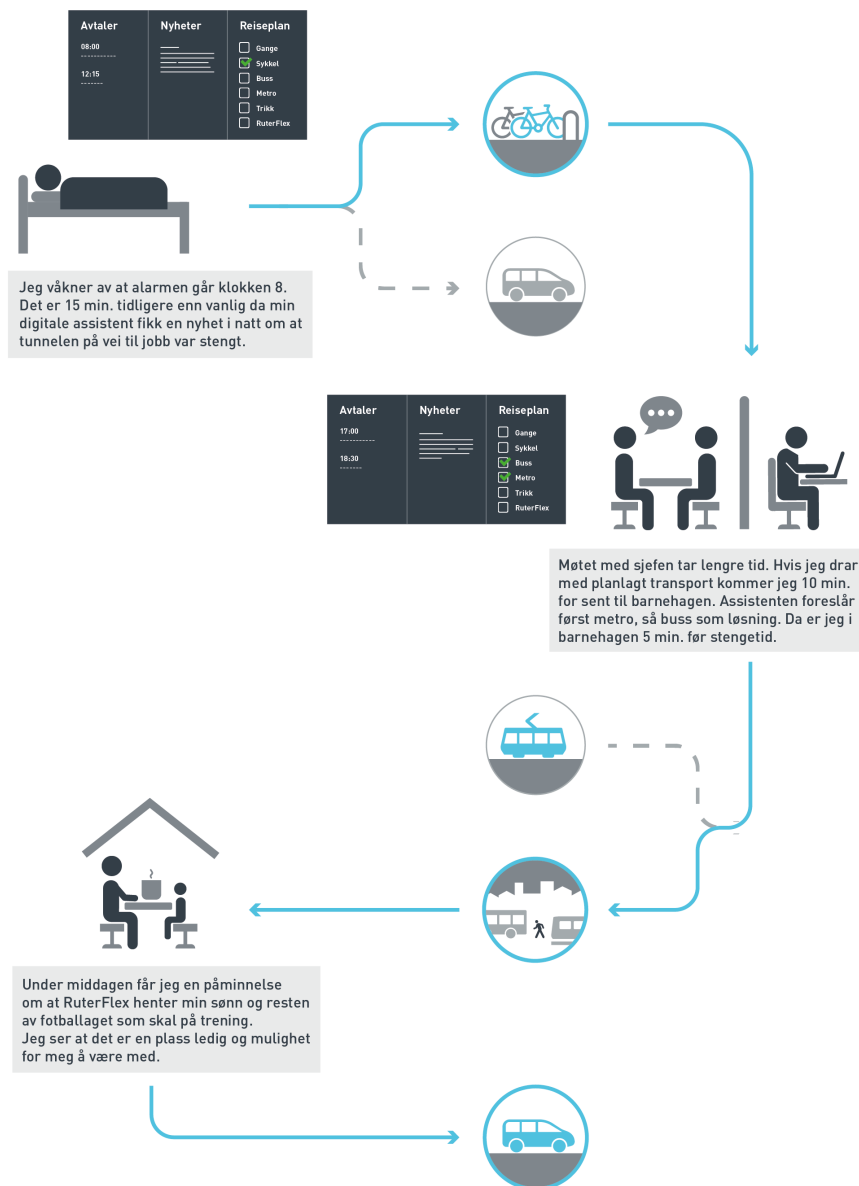 Avtaler
08:00
12:15
Nyheter
Reiseplan
Gange
Sykkel
Buss
Metro
Trikk
RuterFlex
Jeg våkner av at alarmen går klokken 8.
Det er 15 min. tidligere enn vanlig da min
digitale assistent fikk en nyhet i natt om at
tunnelen på vei til jobb var stengt.
Avtaler
17:00
18:30
Nyheter
Reiseplan
Gange
Sykkel
Buss
Metro
Trikk
RuterFlex
Møtet med sjefen tar lengre tid. Hvis jeg drar
med planlagt transport kommer jeg 10 min.
for sent til barnehagen. Assistenten foreslår
først metro, så buss som løsning. Da er jeg i
barnehagen 5 min. før stengetid.
Under middagen får jeg en påminnelse
om at RuterFlex henter min sønn og resten
av fotballaget som skal på trening.
Jeg ser at det er en plass ledig og mulighet
for meg å være med.